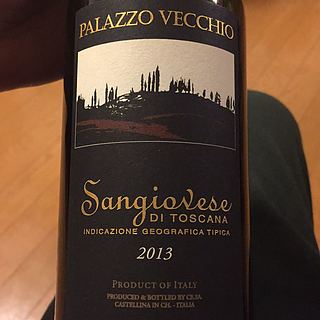 PALAZZO VECCHIO
Sangiovese
DI TOSCANA
INDICAZIONE GEOGRAFICA TIPICA
2013
PRODUCT OF ITALY
PRODUCED & BOTTLED BY CE.SA.
CASTELLINA IN CH. - ITALIA